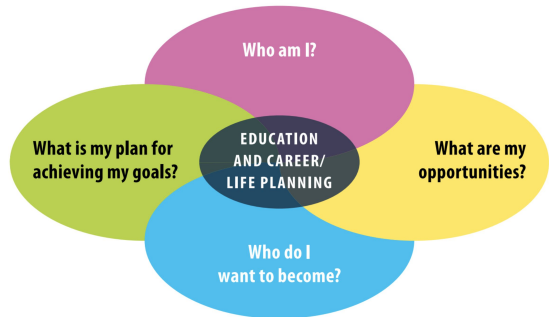 Who am I?
What is my plan for
achieving my goals?
EDUCATION
AND CAREER/
LIFE PLANNING
What are my
opportunities?
Who do I
want to become?